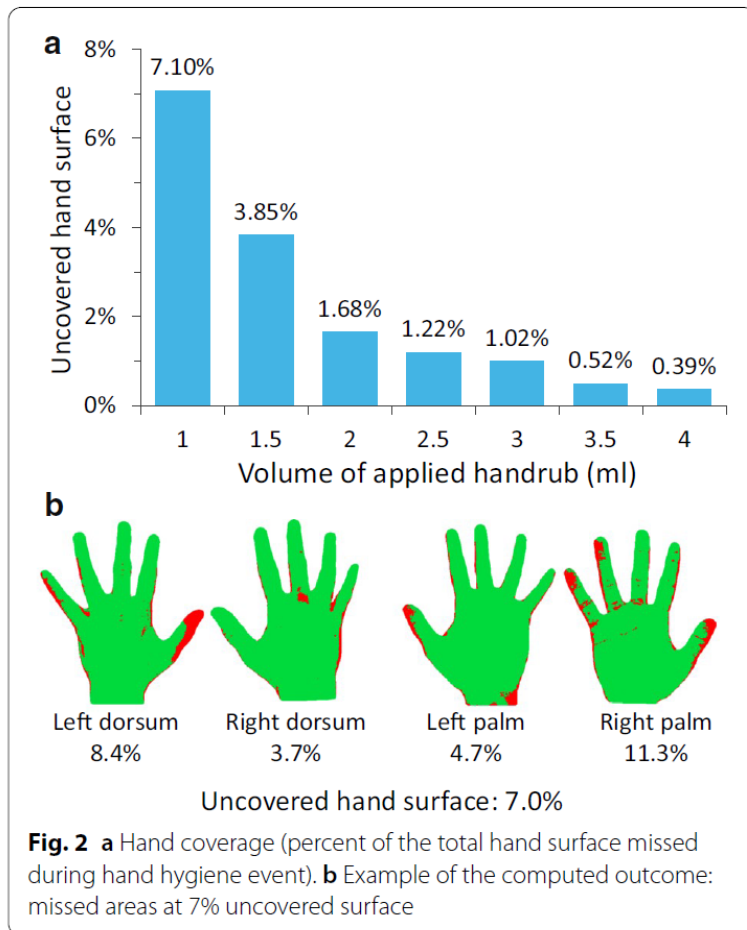 a
Uncovered hand surface
8%
6%
4%
2%
0%
7.10%
3.85%
1.68%
1.22%
1.02%
0.52%
0.39%
1 1.5 2 2.5 3 3.5 4
Volume of applied handrub (ml)
b
Left dorsum Right dorsum Left palm Right palm
8.4% 3.7% 4.7% 11.3%
Uncovered hand surface: 7.0%
Fig. 2 a Hand coverage (percent of the total hand surface missed
during hand hygiene event). b Example of the computed outcome:
missed areas at 7% uncovered surface